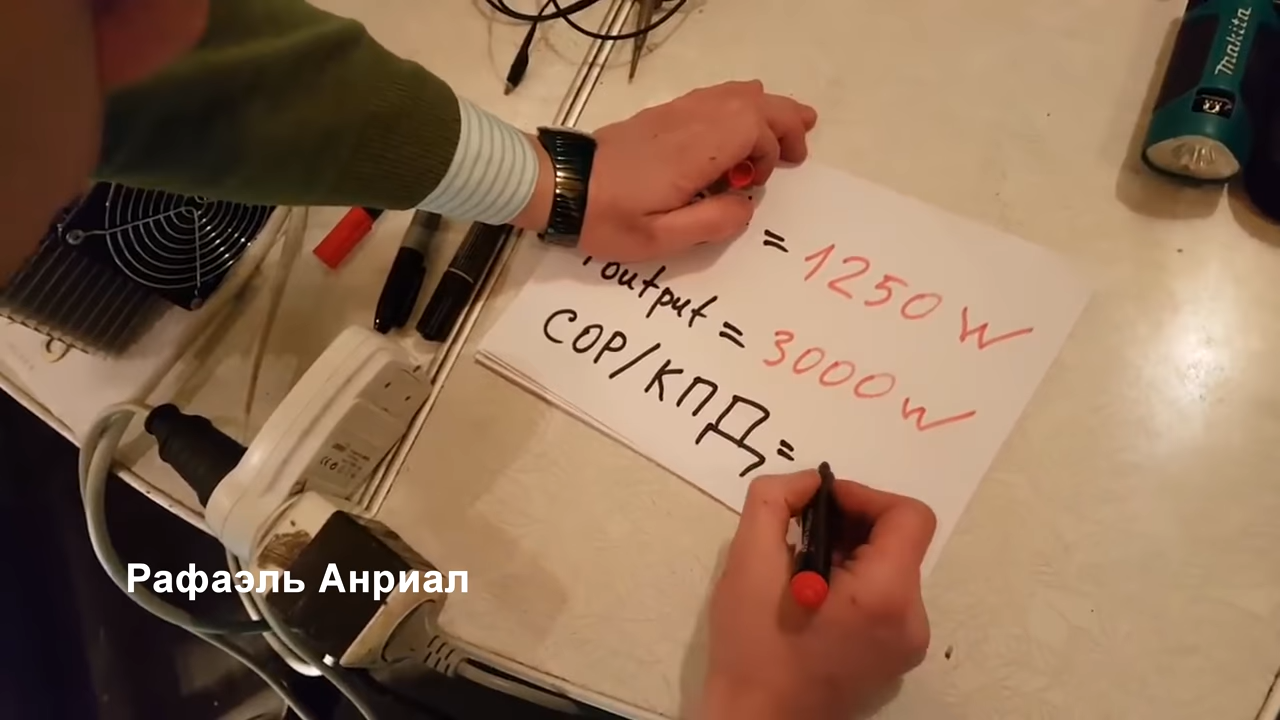 makita
= 1250 W
output = 3000 W
COP/КПД =
Рафаэль Анриал